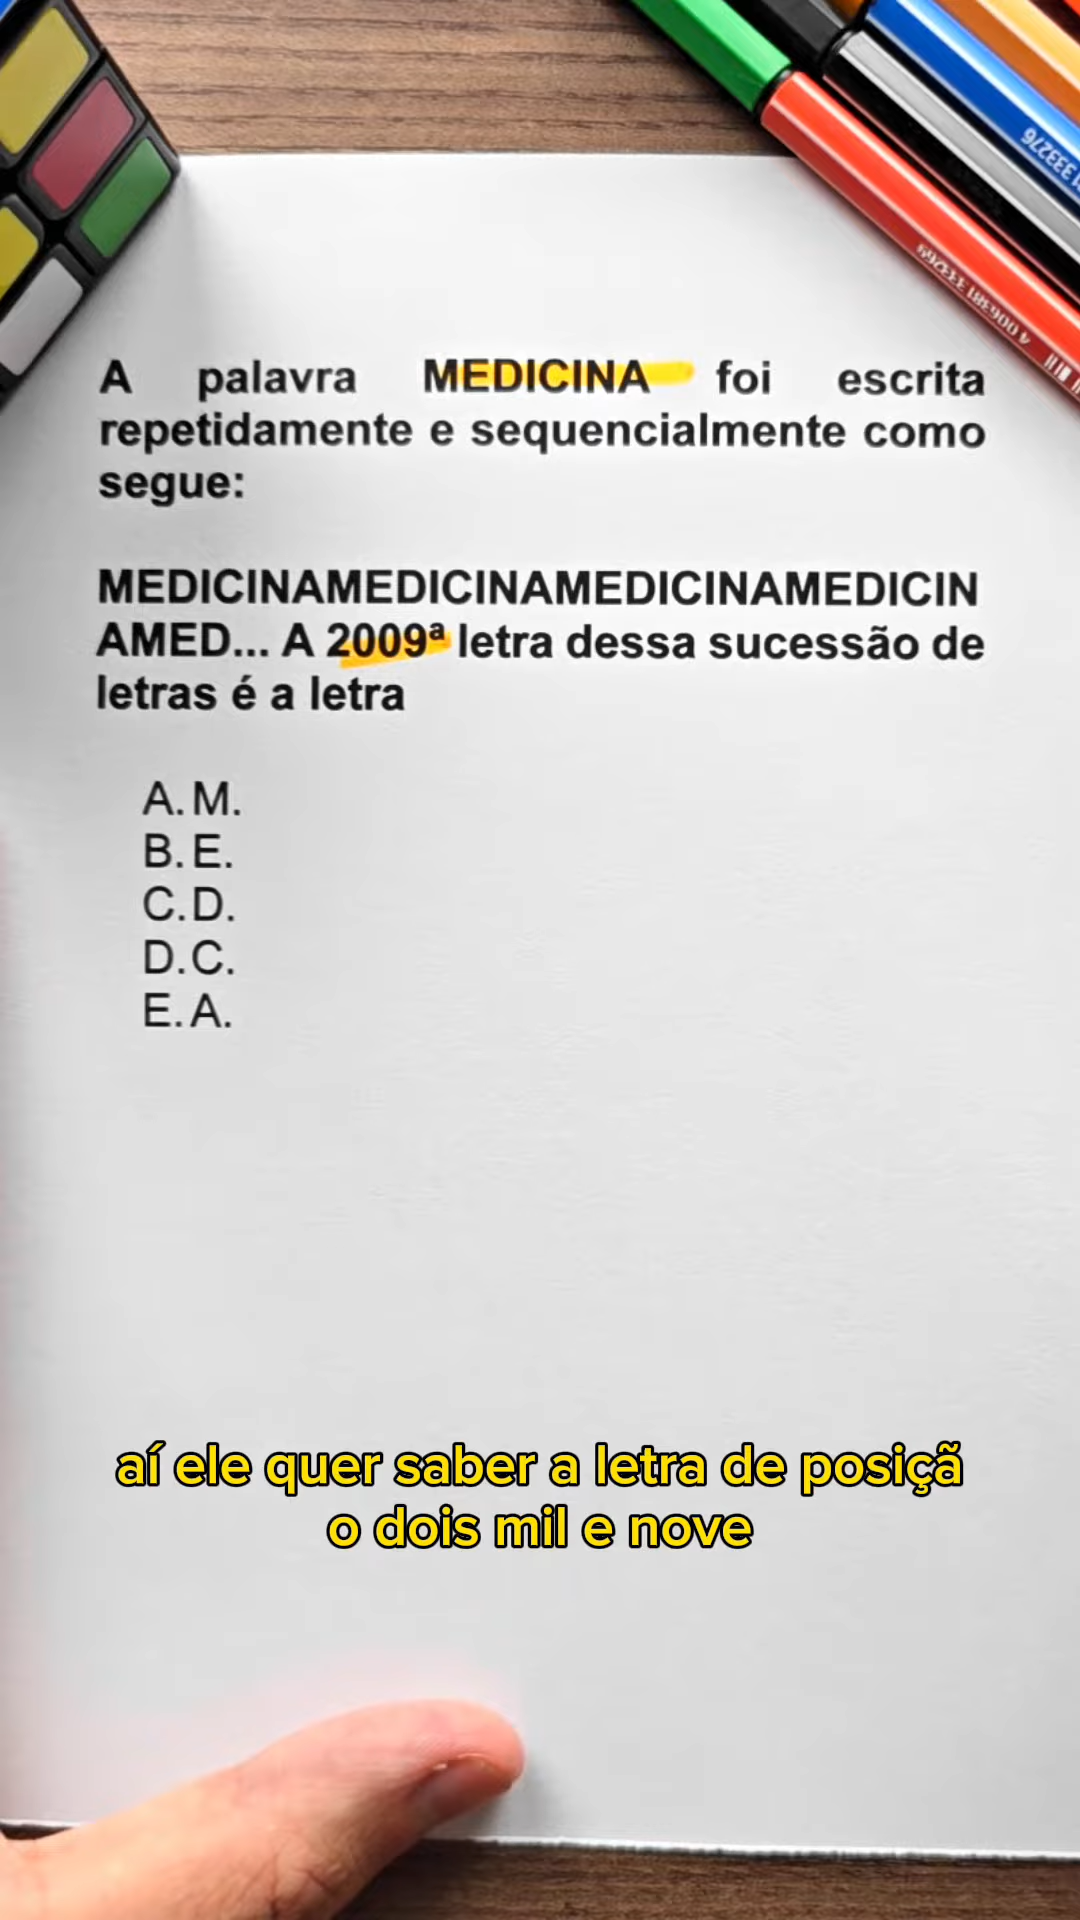 A palavra MEDICINA foi escrita
repetidamente e sequencialmente como
segue:
MEDICINAMEDICINAMEDICINAMEDICIN
AMED... A 2009ª letra dessa sucessão de
letras é a letra
A. M.
B. E.
C. D.
D. C.
E. A.
aí ele quer saber a letra de posiçã
o dois mil e nove